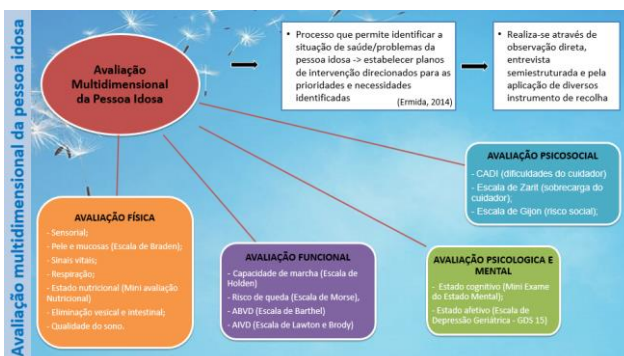 Avaliação multidimensional da pessoa idosa
Avaliação
Multidimensional
da Pessoa Idosa
• Processo que permite identificar a
situação de saúde/problemas da
pessoa idosa -> estabelecer planos
de intervenção direcionados para as
prioridades e necessidades
identificadas
(Ermida, 2014)
• Realiza-se através de
observação direta,
entrevista
semiestruturada e pela
aplicação de diversos
instrumento de recolha
AVALIAÇÃO PSICOSOCIAL
- CADI (dificuldades do cuidador)
- Escala de Zarit (sobrecarga do
cuidador);
- Escala de Gijon (risco social);
AVALIAÇÃO FÍSICA
- Sensorial;
- Pele e mucosas (Escala de Braden);
- Sinais vitais;
- Respiração;
- Estado nutricional (Mini avaliação
Nutricional)
- Eliminação vesical e intestinal;
- Qualidade do sono.
AVALIAÇÃO FUNCIONAL
- Capacidade de marcha (Escala de
Holden)
- Risco de queda (Escala de Morse),
- ABVD (Escala de Barthel)
- AIVD (Escala de Lawton e Brody)
AVALIAÇÃO PSICOLOGICA E
MENTAL
- Estado cognitivo (Mini Exame
do Estado Mental);
- Estado afetivo (Escala de
Depressão Geriátrica - GDS 15)